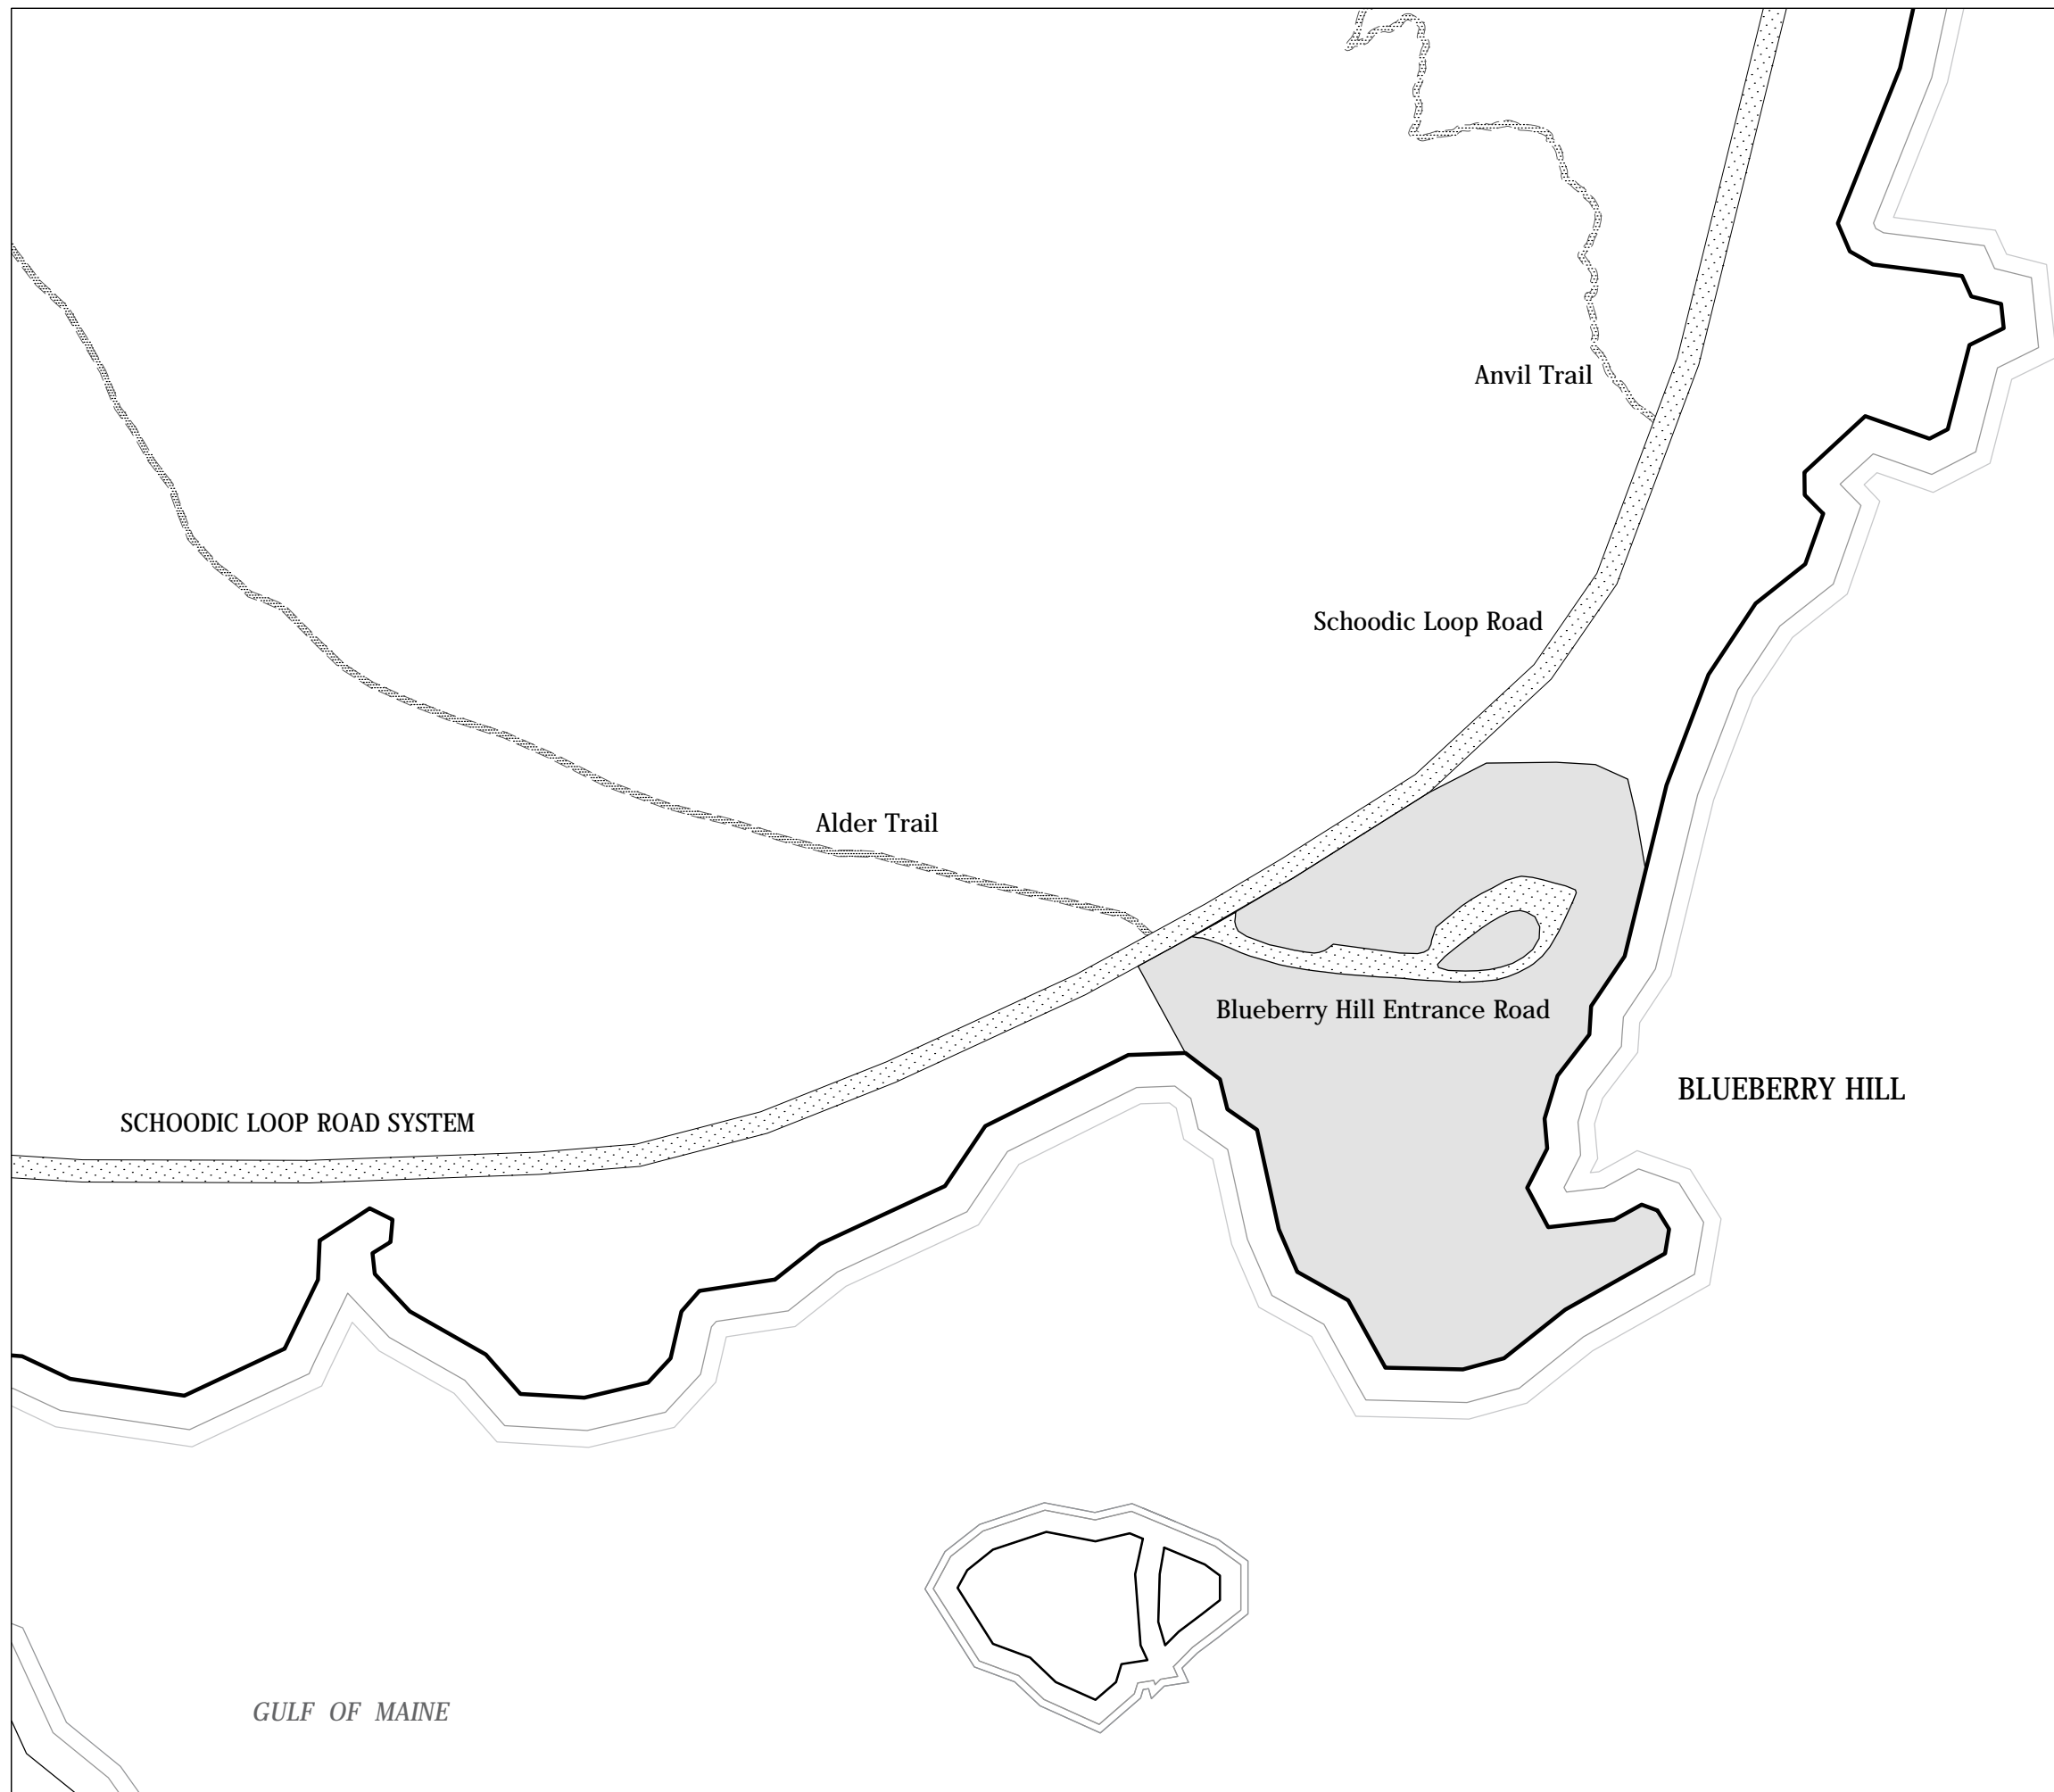 Anvil Trail
Schoodic Loop Road
Alder Trail
Blueberry Hill Entrance Road
BLUEBERRY HILL
SCHOODIC LOOP ROAD SYSTEM
GULF OF MAINE